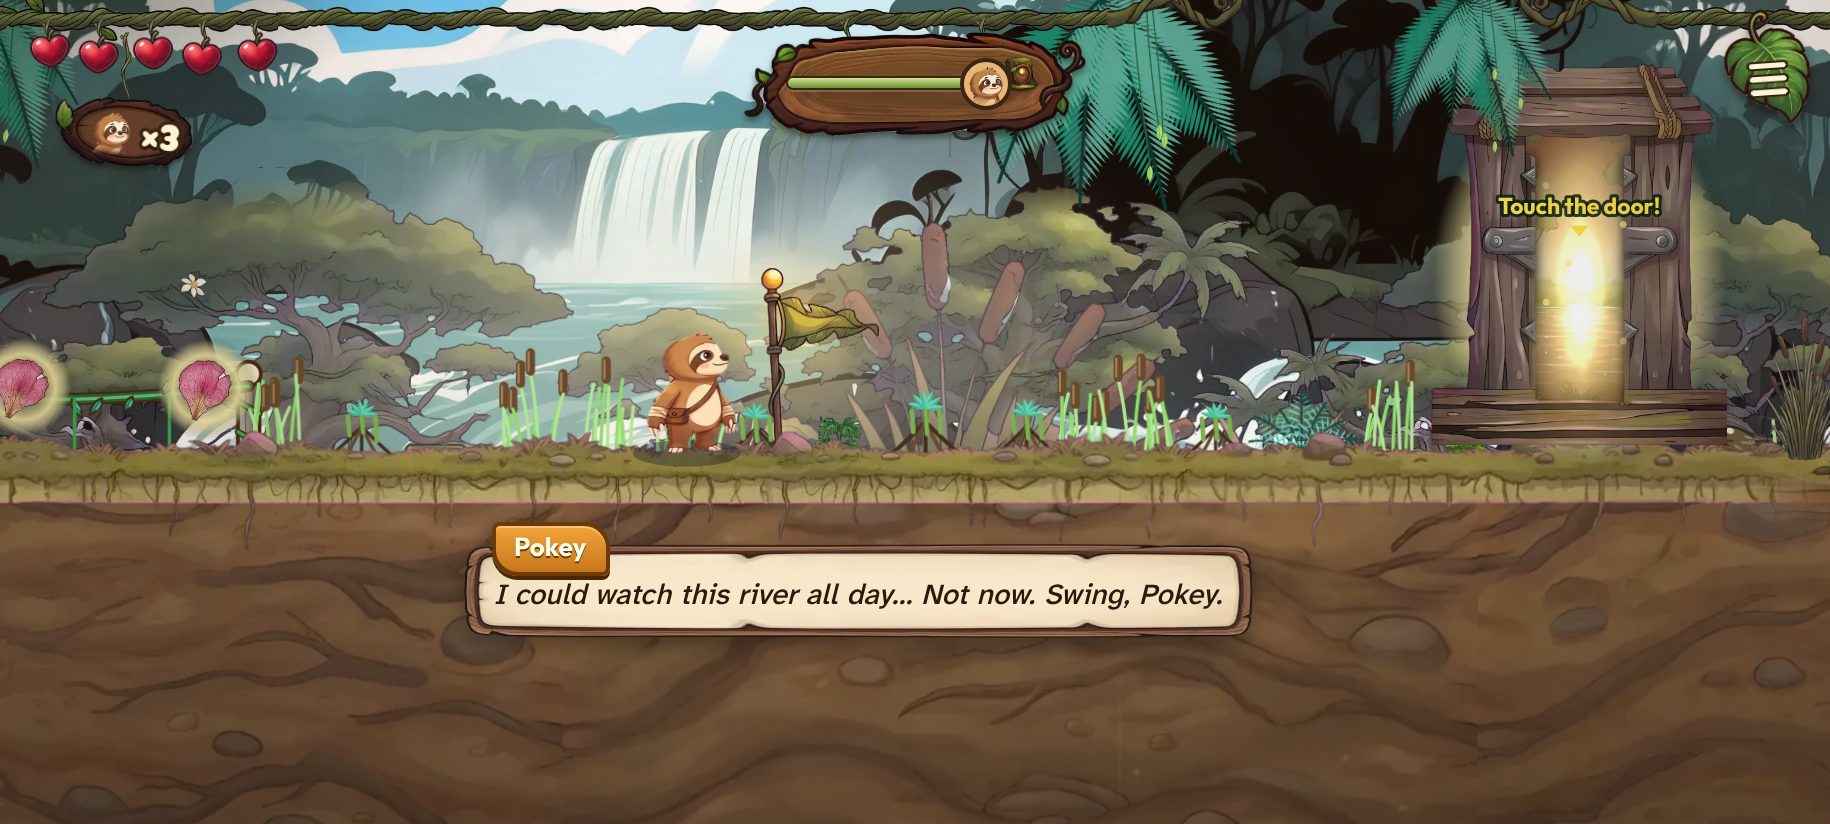 ×3
Touch the door!
Pokey
I could watch this river all day... Not now. Swing, Pokey.